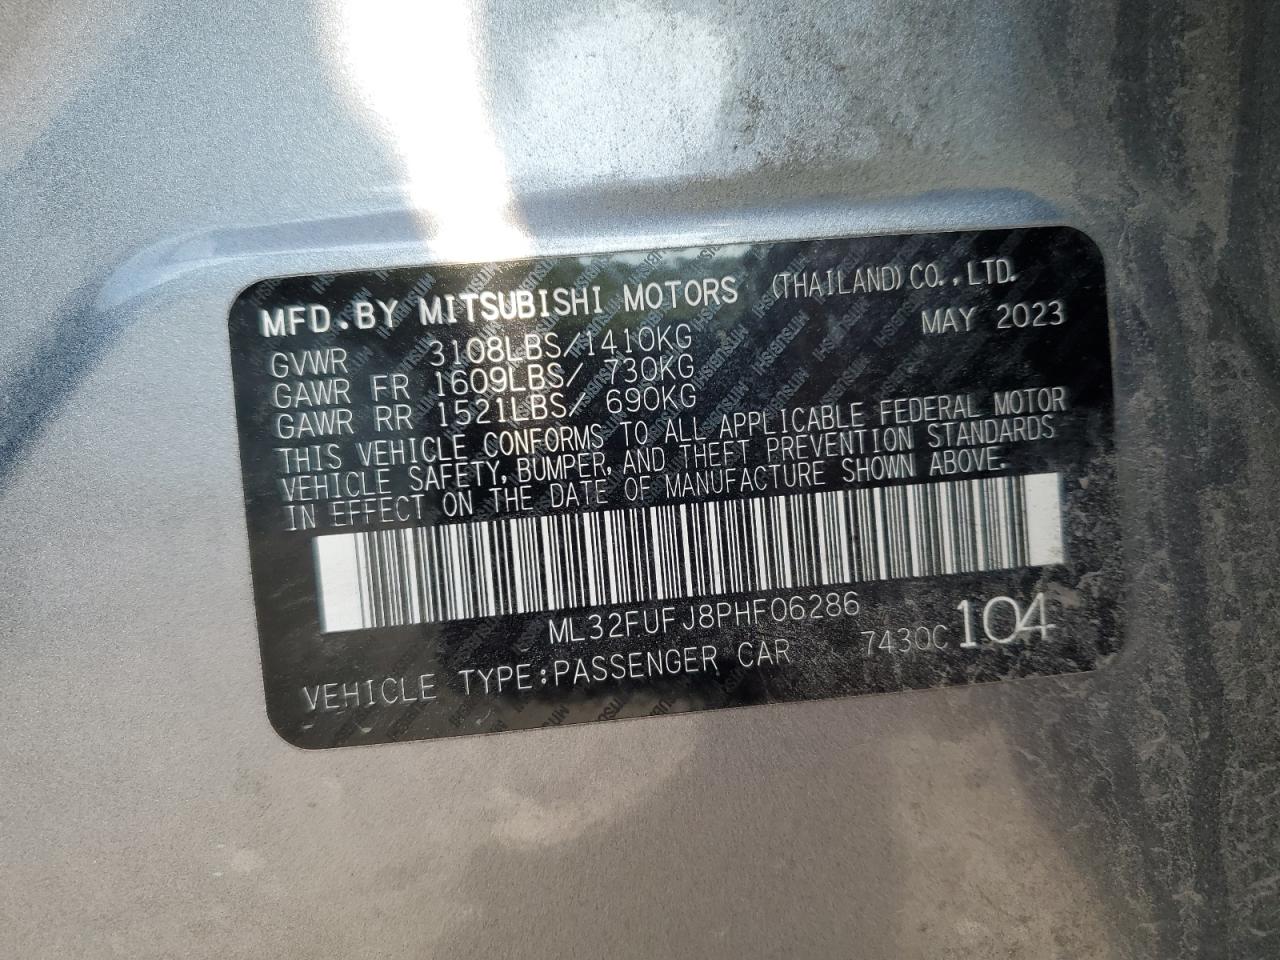 MFD.BY MITSUBISHI MOTORS (THAILAND)CO.,LTD.
GVWR 3108LBS/1410KG MAY 2023
GAWR FR 1609LBS/ 730KG
GAWR RR 1521LBS/ 690KG
THIS VEHICLE CONFORMS TO ALL APPLICABLE FEDERAL MOTOR
VEHICLE SAFETY, BUMPER, AND THEFT PREVENTION STANDARDS
IN EFFECT ON THE DATE OF MANUFACTURE SHOWN ABOVE.
ML32FUFJ8PHF06286
VEHICLE TYPE:PASSENGER CAR 7430C 104